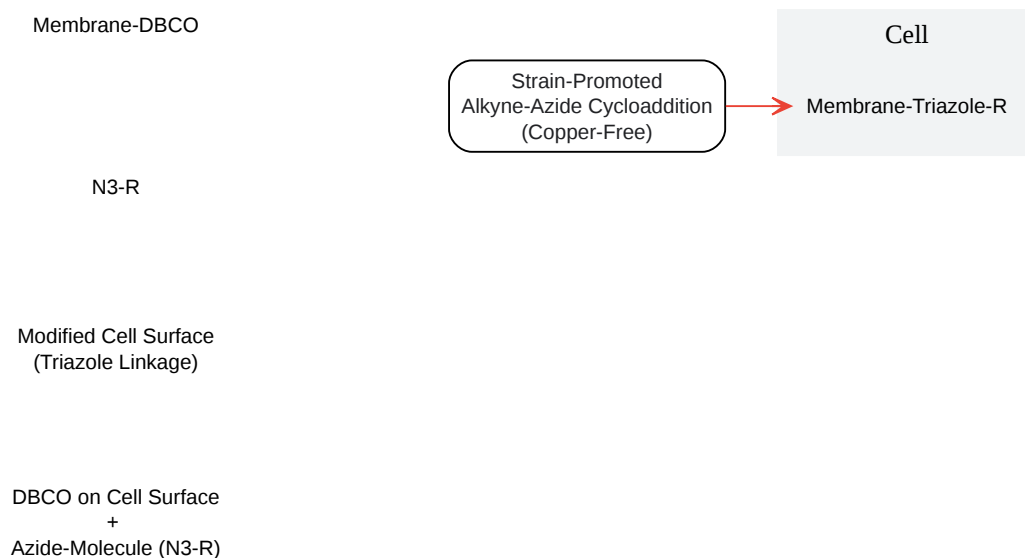 Membrane-DBCO
Cell
Strain-Promoted
Alkyne-Azide Cycloaddition
(Copper-Free)
Membrane-Triazole-R
N3-R
Modified Cell Surface
(Triazole Linkage)
DBCO on Cell Surface
+
Azide-Molecule (N3-R)